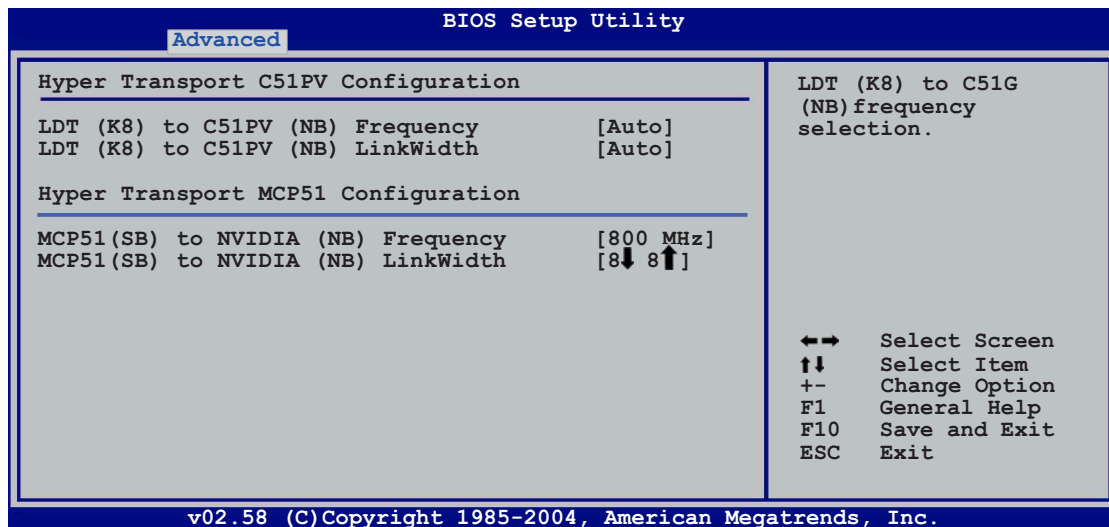 BIOS Setup Utility
Advanced
Hyper Transport C51PV Configuration
LDT (K8) to C51PV (NB) Frequency [Auto]
LDT (K8) to C51PV (NB) LinkWidth [Auto]
Hyper Transport MCP51 Configuration
MCP51(SB) to NVIDIA (NB) Frequency [800 MHz]
MCP51(SB) to NVIDIA (NB) LinkWidth [8⬇ 8⬆]
LDT (K8) to C51G
(NB)frequency
selection.
←→ Select Screen
↑↓ Select Item
+- Change Option
F1 General Help
F10 Save and Exit
ESC Exit
v02.58 (C)Copyright 1985-2004, American Megatrends, Inc.